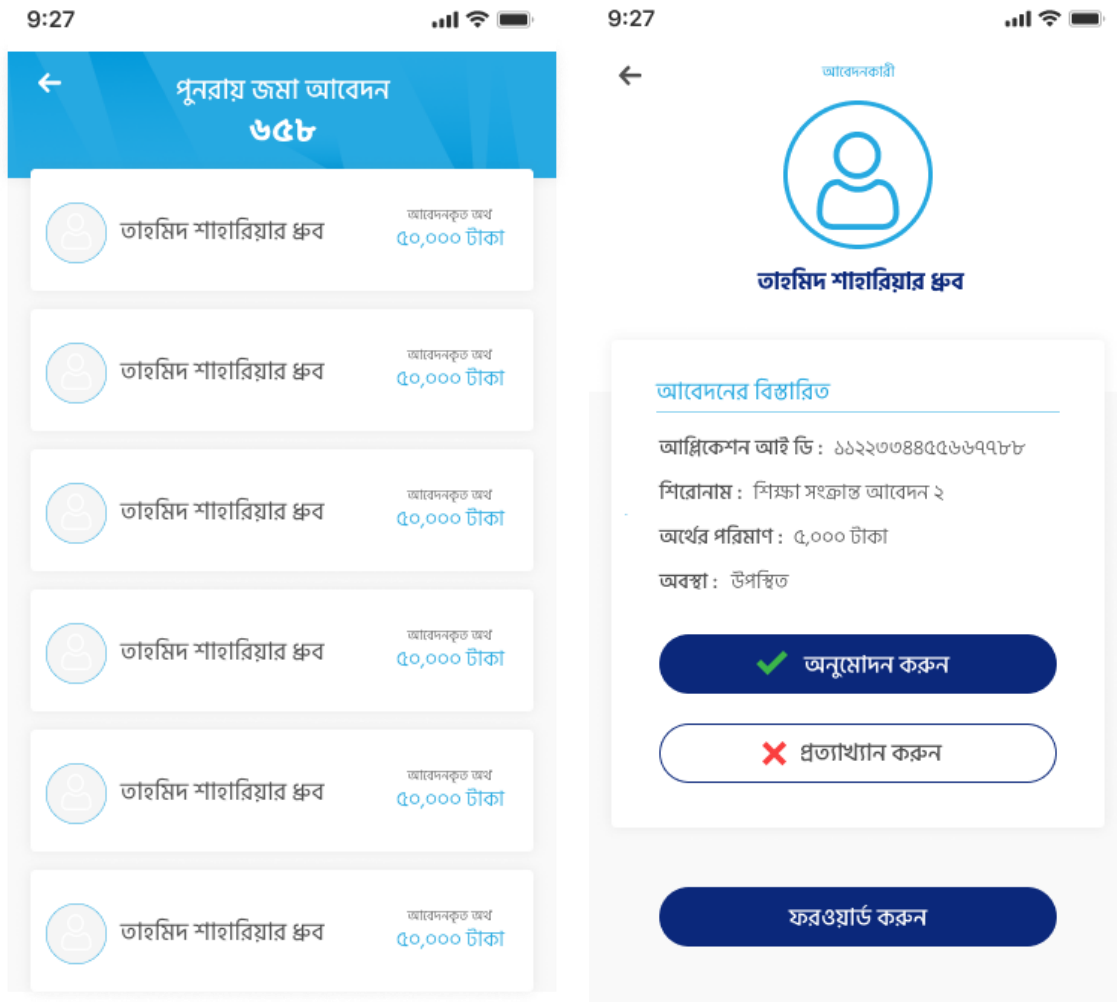 9:27
পুনরায় জমা আবেদন
৬৫৮
তাহমিদ শাহারিয়ার ধ্রুব
আবেদনকৃত অর্থ
৫০,০০০ টাকা
তাহমিদ শাহারিয়ার ধ্রুব
আবেদনকৃত অর্থ
৫০,০০০ টাকা
তাহমিদ শাহারিয়ার ধ্রুব
আবেদনকৃত অর্থ
৫০,০০০ টাকা
তাহমিদ শাহারিয়ার ধ্রুব
আবেদনকৃত অর্থ
৫০,০০০ টাকা
তাহমিদ শাহারিয়ার ধ্রুব
আবেদনকৃত অর্থ
৫০,০০০ টাকা
তাহমিদ শাহারিয়ার ধ্রুব
আবেদনকৃত অর্থ
৫০,০০০ টাকা
9:27
আবেদনকারী
তাহমিদ শাহারিয়ার ধ্রুব
আবেদনের বিস্তারিত
আপ্লিকেশন আই ডি : ১১২২৩৩৪৪৫৫৬৬৭৭৮৮
শিরোনাম : শিক্ষা সংক্রান্ত আবেদন ২
অর্থের পরিমাণ : ৫,০০০ টাকা
অবস্থা : উপস্থিত
অনুমোদন করুন
প্রত্যাখ্যান করুন
ফরওয়ার্ড করুন